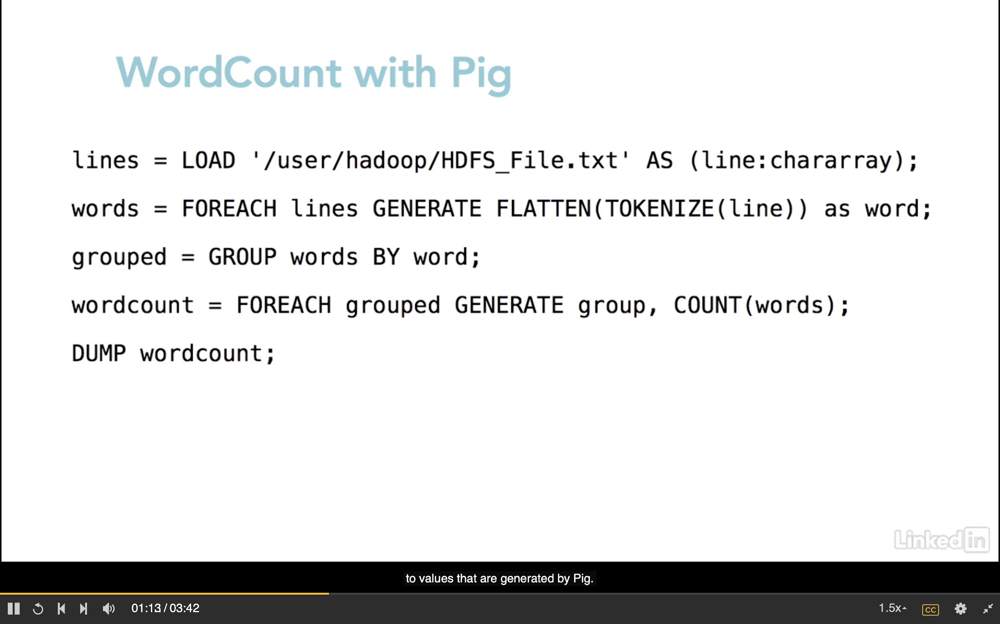 WordCount with Pig
lines = LOAD '/user/hadoop/HDFS_File.txt' AS (line:chararray);
words = FOREACH lines GENERATE FLATTEN(TOKENIZE(line)) as word;
grouped = GROUP words BY word;
wordcount = FOREACH grouped GENERATE group, COUNT(words);
DUMP wordcount;
Linked in
to values that are generated by Pig.
01:13 / 03:42 1.5x CC